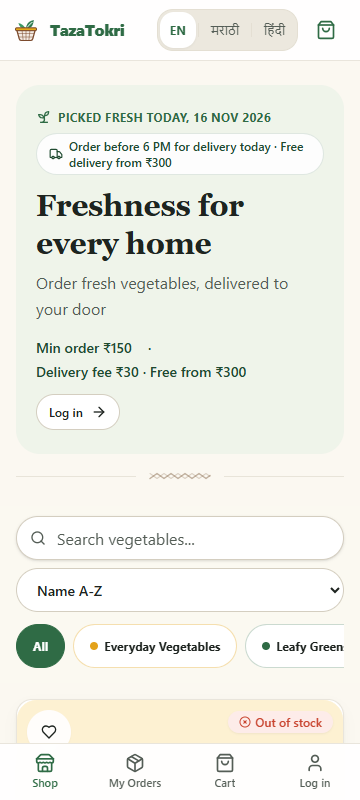 TazaTokri
EN
मराठी
हिंदी
PICKED FRESH TODAY, 16 NOV 2026
Order before 6 PM for delivery today · Free
delivery from ₹300
Freshness for
every home
Order fresh vegetables, delivered to
your door
Min order ₹150 ·
Delivery fee ₹30 · Free from ₹300
Log in
Search vegetables...
Name A-Z
All
Everyday Vegetables
Leafy Green
Out of stock
Shop
My Orders
Cart
Log in